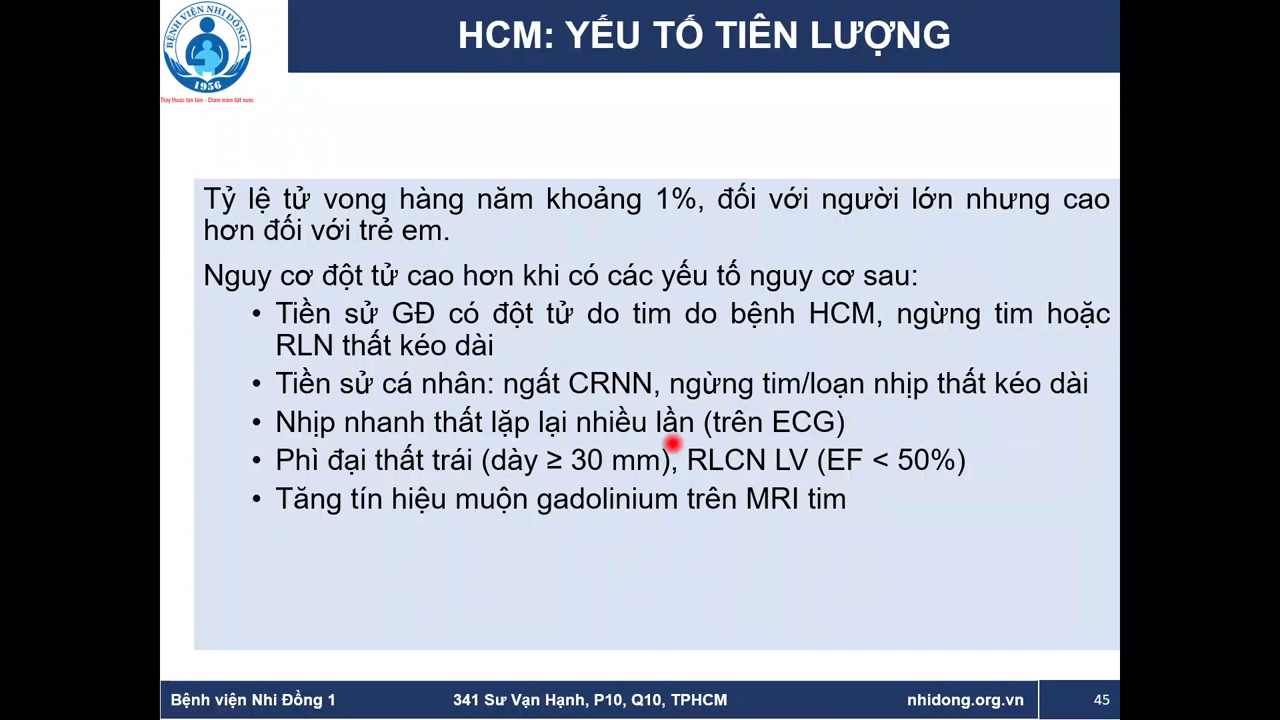 BỆNH VIỆN NHI ĐỒNG 1
1956
Thầy thuốc tận tâm - Chăm mầm đất nước
HCM: YẾU TỐ TIÊN LƯỢNG
Tỷ lệ tử vong hàng năm khoảng 1%, đối với người lớn nhưng cao
hơn đối với trẻ em.
Nguy cơ đột tử cao hơn khi có các yếu tố nguy cơ sau:
• Tiền sử GĐ có đột tử do tim do bệnh HCM, ngừng tim hoặc
RLN thất kéo dài
• Tiền sử cá nhân: ngất CRNN, ngừng tim/loạn nhịp thất kéo dài
• Nhịp nhanh thất lặp lại nhiều lần (trên ECG)
• Phì đại thất trái (dày ≥ 30 mm), RLCN LV (EF < 50%)
• Tăng tín hiệu muộn gadolinium trên MRI tim
Bệnh viện Nhi Đồng 1
341 Sư Vạn Hạnh, P10, Q10, TPHCM
nhidong.org.vn
45